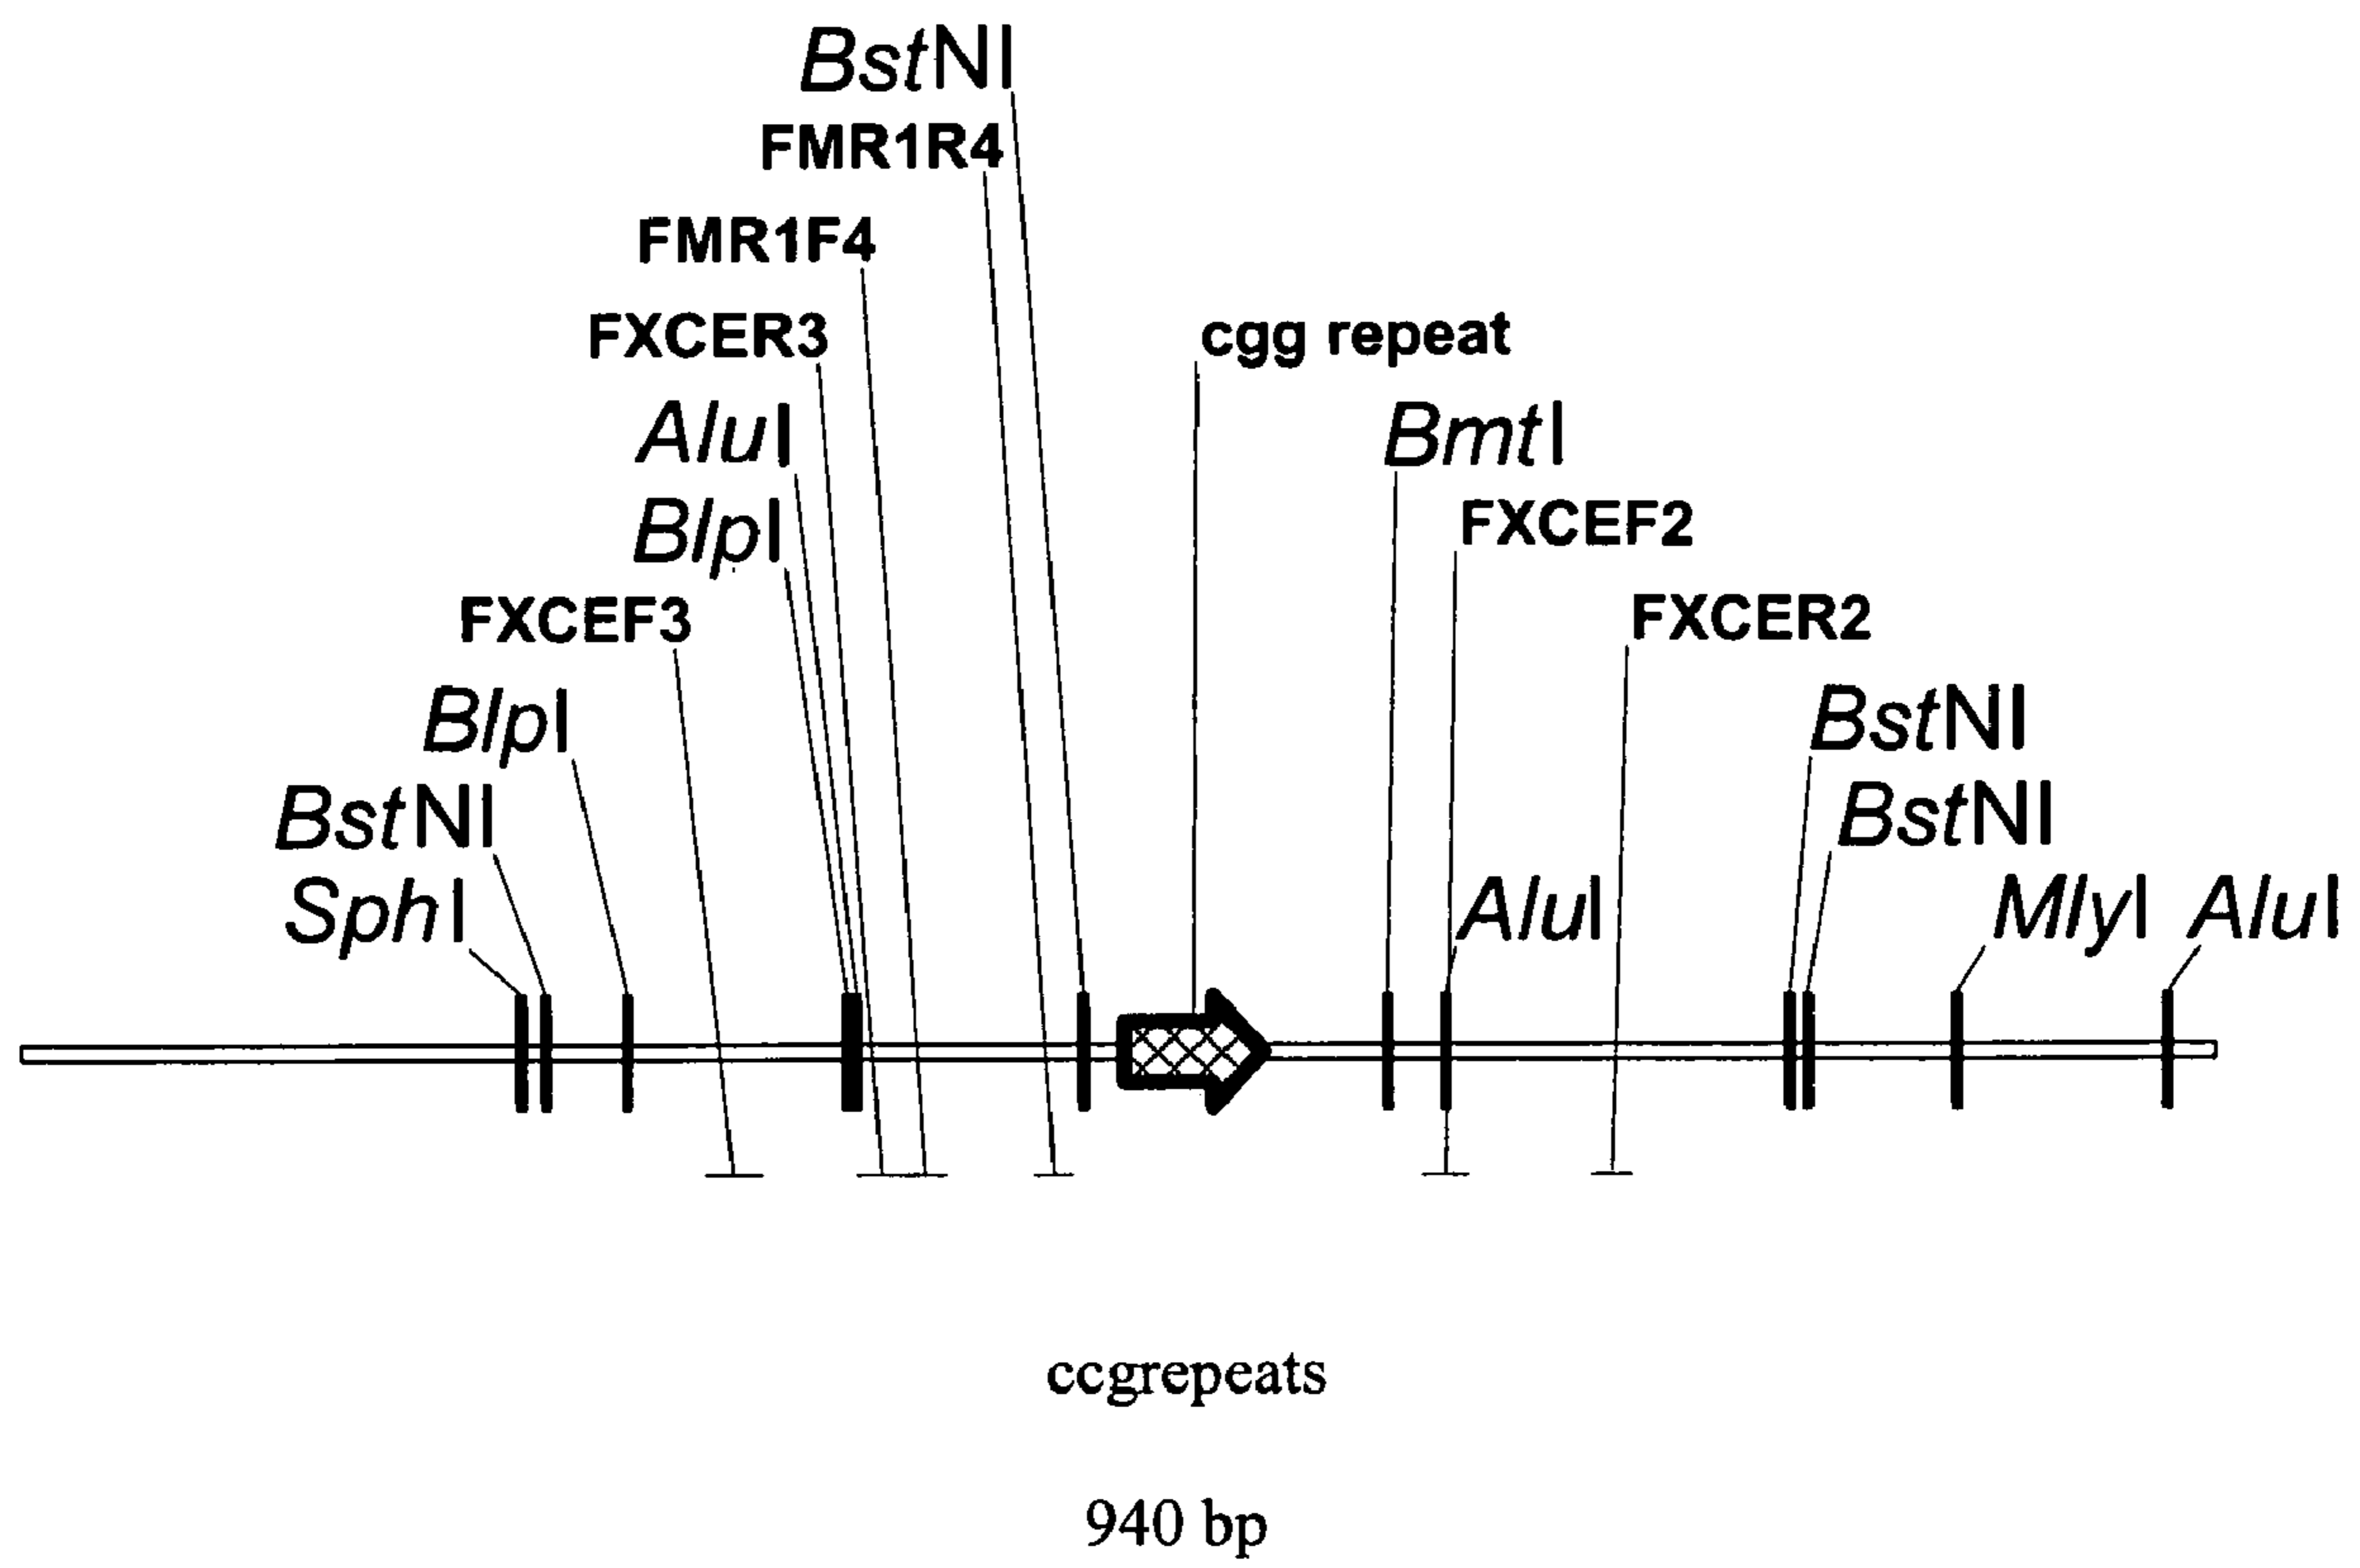 BstNI
FMR1R4
FMR1F4
FXCER3
cgg repeat
AluI
BmtI
BlpI
FXCEF2
FXCEF3
FXCER2
BlpI
BstNI
BstNI
BstNI
SphI
AluI
MlyI
AluI
ccgrepeats
940 bp